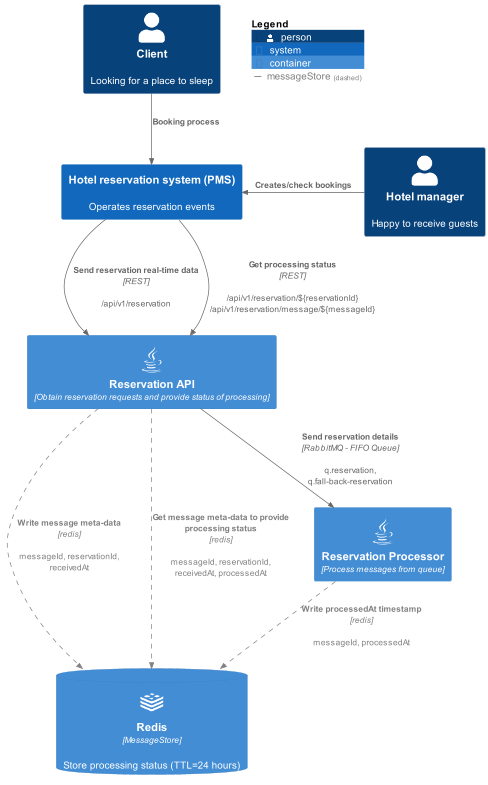 Client
Looking for a place to sleep
Legend
person
system
container
messageStore (dashed)
Booking process
Hotel reservation system (PMS)
Operates reservation events
Creates/check bookings
Hotel manager
Happy to receive guests
Send reservation real-time data
[REST]
/api/v1/reservation
Get processing status
[REST]
/api/v1/reservation/${reservationId}
/api/v1/reservation/message/${messageId}
Reservation API
[Obtain reservation requests and provide status of processing]
Send reservation details
[RabbitMQ - FIFO Queue]
q.reservation,
q.fall-back-reservation
Write message meta-data
[redis]
messageId, reservationId,
receivedAt
Get message meta-data to provide
processing status
[redis]
messageId, reservationId,
receivedAt, processedAt
Reservation Processor
[Process messages from queue]
Write processedAt timestamp
[redis]
messageId, processedAt
Redis
[MessageStore]
Store processing status (TTL=24 hours)